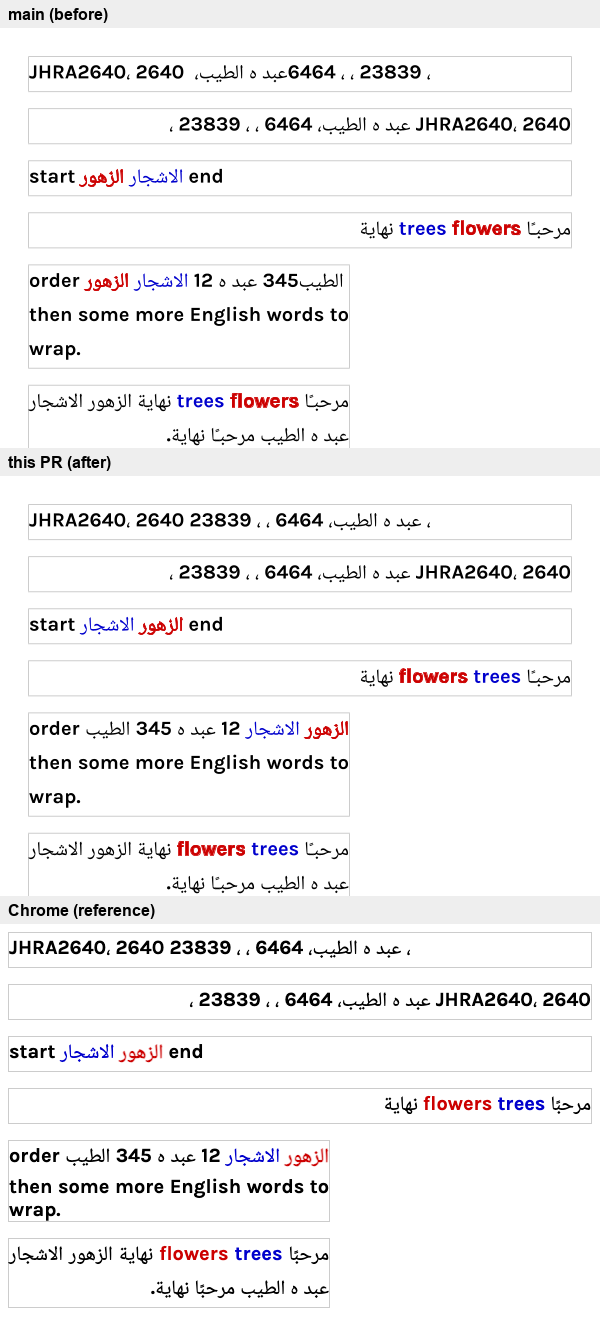 main (before)
JHRA2640، 2640 عبد ه الطيب، 6464 ، ، 23839 ،
JHRA2640، 2640 عبد ه الطيب، 6464 ، ، 23839 ،
start الاشجار الزهور end
مرحبًا trees flowers نهاية
order الاشجار الزهور 12 عبد ه 345 الطيب
then some more English words to
wrap.
مرحبًا trees flowers نهاية الزهور الاشجار
عبد ه الطيب مرحبًا نهاية.
this PR (after)
JHRA2640، 2640 عبد ه الطيب، 6464 ، ، 23839 ،
JHRA2640، 2640 عبد ه الطيب، 6464 ، ، 23839 ،
start الزهور الاشجار end
مرحبًا flowers trees نهاية
order الزهور الاشجار 12 عبد ه 345 الطيب
then some more English words to
wrap.
مرحبًا flowers trees نهاية الزهور الاشجار
عبد ه الطيب مرحبًا نهاية.
Chrome (reference)
JHRA2640، 2640 عبد ه الطيب، 6464 ، ، 23839 ،
JHRA2640، 2640 عبد ه الطيب، 6464 ، ، 23839 ،
start الزهور الاشجار end
مرحبًا flowers trees نهاية
order الزهور الاشجار 12 عبد ه 345 الطيب
then some more English words to
wrap.
مرحبًا flowers trees نهاية الزهور الاشجار
عبد ه الطيب مرحبًا نهاية.